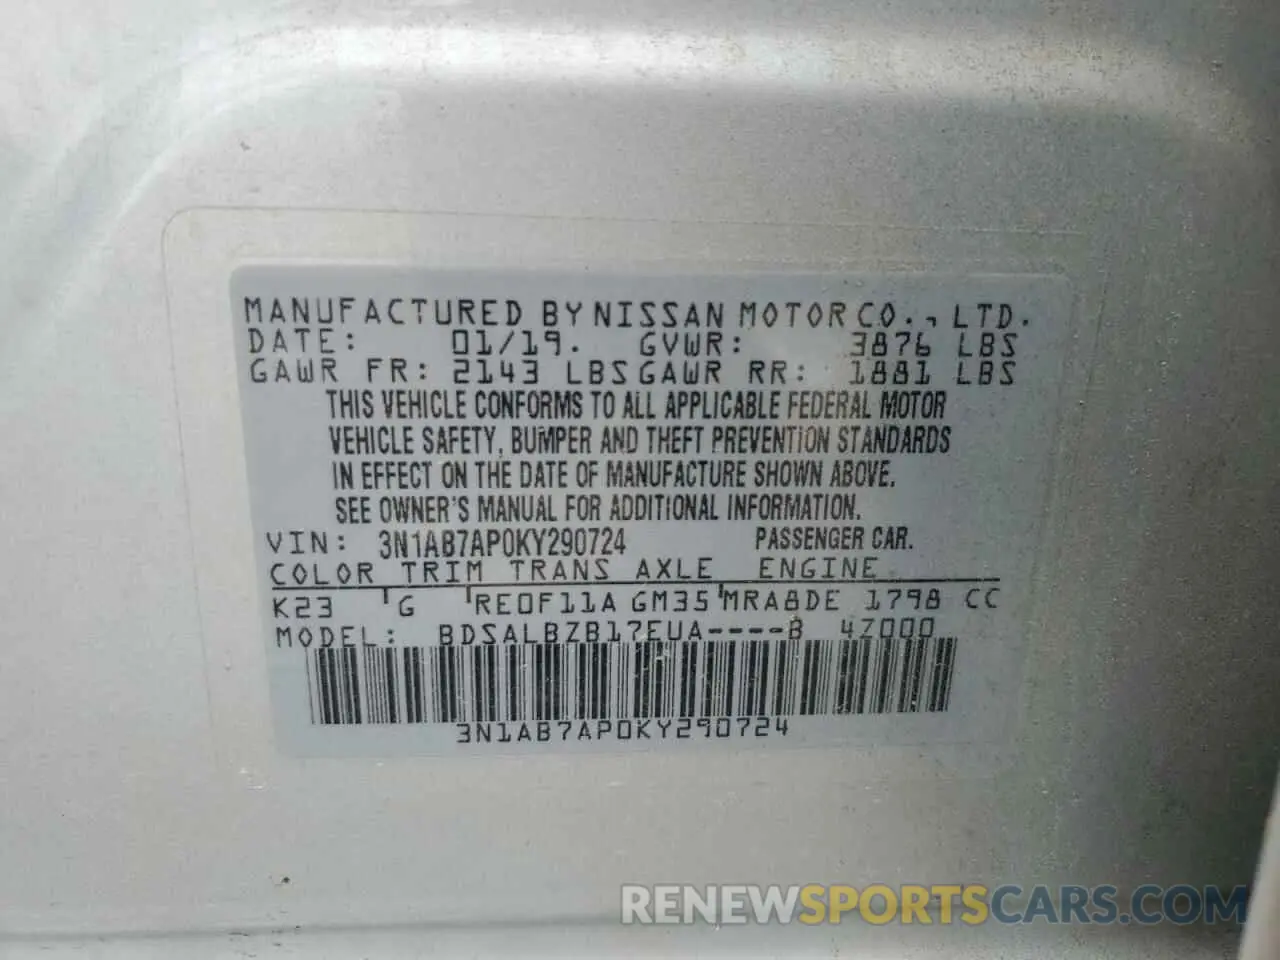 MANUFACTURED BY NISSAN MOTOR CO., LTD.
DATE: 01/19. GVWR: 3876 LBS
GAWR FR: 2143 LBS GAWR RR: 1881 LBS
THIS VEHICLE CONFORMS TO ALL APPLICABLE FEDERAL MOTOR
VEHICLE SAFETY, BUMPER AND THEFT PREVENTION STANDARDS
IN EFFECT ON THE DATE OF MANUFACTURE SHOWN ABOVE.
SEE OWNER'S MANUAL FOR ADDITIONAL INFORMATION.
VIN: 3N1AB7AP0KY290724 PASSENGER CAR.
COLOR TRIM TRANS AXLE ENGINE
K23 G RE0F11A GM35 MRA8DE 1798 CC
MODEL: BDSALBZB17EUA----B 4Z000
3N1AB7AP0KY290724
RENEWSPORTSCARS.COM